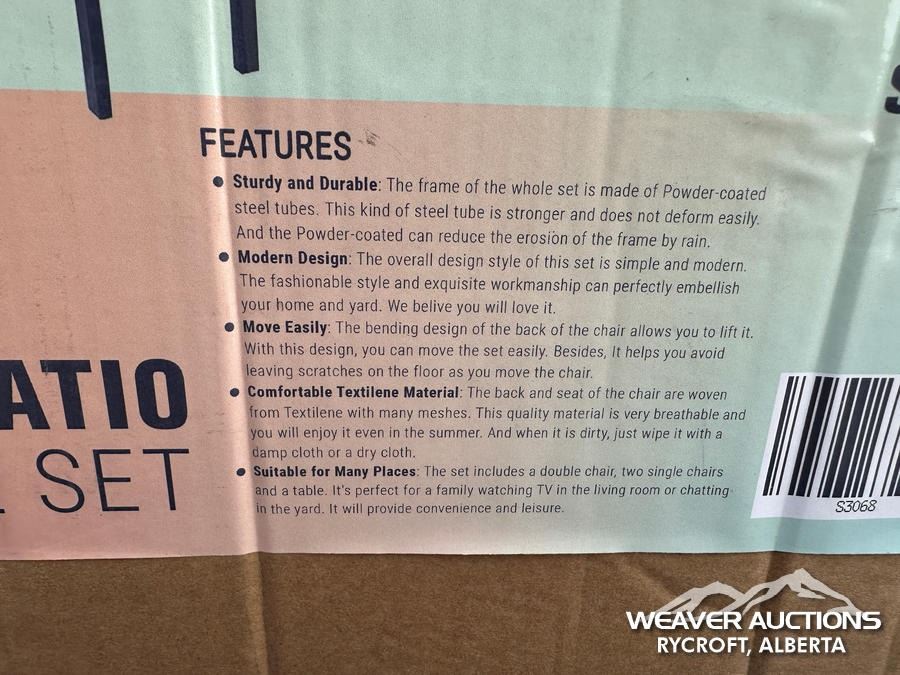 FEATURES
• Sturdy and Durable: The frame of the whole set is made of Powder-coated
steel tubes. This kind of steel tube is stronger and does not deform easily.
And the Powder-coated can reduce the erosion of the frame by rain.
• Modern Design: The overall design style of this set is simple and modern.
The fashionable style and exquisite workmanship can perfectly embellish
your home and yard. We belive you will love it.
• Move Easily: The bending design of the back of the chair allows you to lift it.
With this design, you can move the set easily. Besides, It helps you avoid
leaving scratches on the floor as you move the chair.
• Comfortable Textilene Material: The back and seat of the chair are woven
from Textilene with many meshes. This quality material is very breathable and
you will enjoy it even in the summer. And when it is dirty, just wipe it with a
damp cloth or a dry cloth.
• Suitable for Many Places: The set includes a double chair, two single chairs
and a table. It's perfect for a family watching TV in the living room or chatting
in the yard. It will provide convenience and leisure.
ATIO
SET
S3068
WEAVER AUCTIONS
RYCROFT, ALBERTA